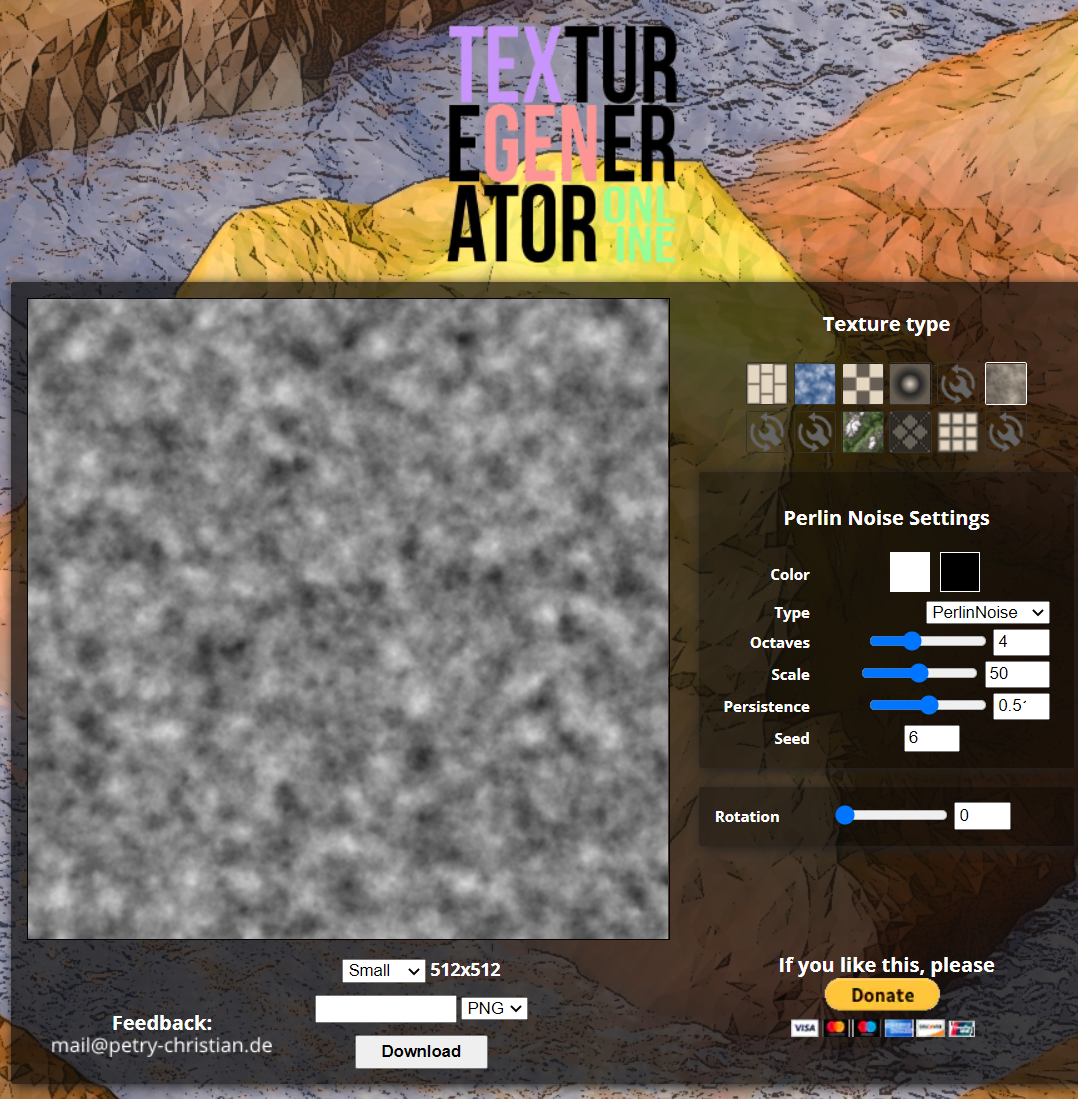 TEXTUR
EGENER
ATOR ONL
INE
Texture type
Perlin Noise Settings
Color
Type PerlinNoise
Octaves 4
Scale 50
Persistence 0.5
Seed 6
Rotation 0
Small 512x512
PNG
Download
Feedback:
mail@petry-christian.de
If you like this, please
Donate
VISA